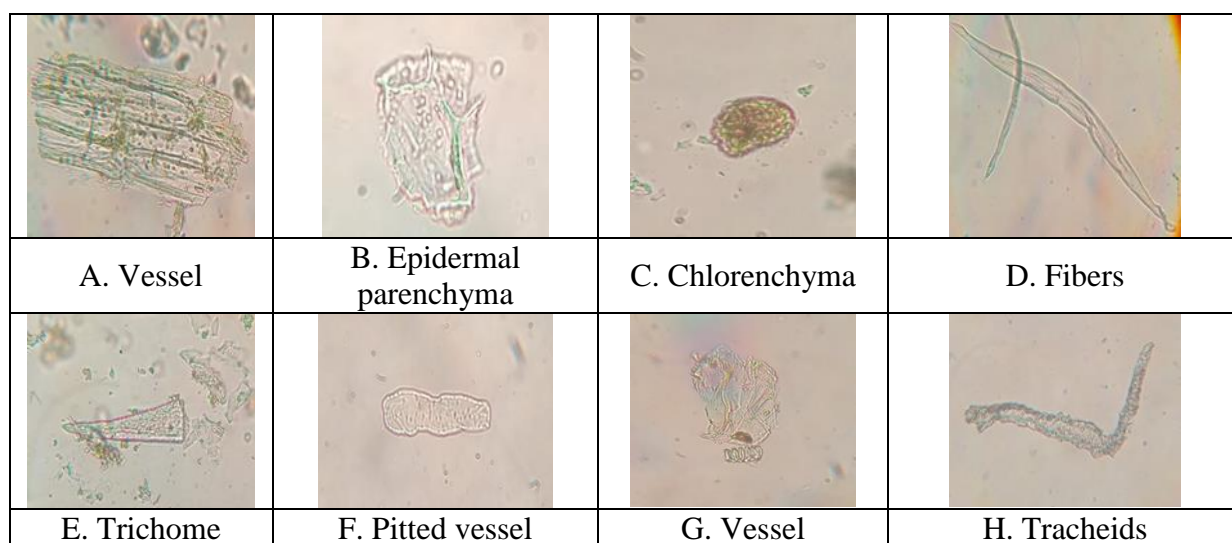 A. Vessel
B. Epidermal
parenchyma
C. Chlorenchyma
D. Fibers
E. Trichome
F. Pitted vessel
G. Vessel
H. Tracheids